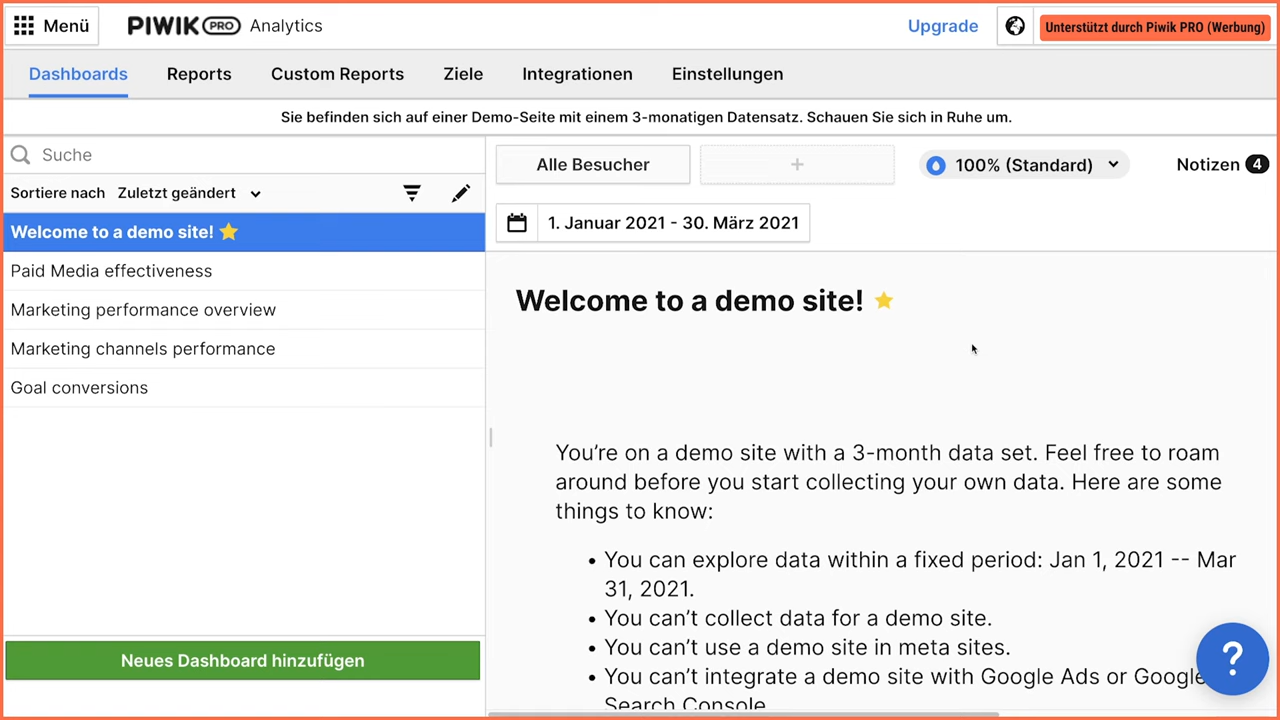 Menü
PIWIK PRO Analytics
Upgrade
Unterstützt durch Piwik PRO (Werbung)
Dashboards
Reports
Custom Reports
Ziele
Integrationen
Einstellungen
Sie befinden sich auf einer Demo-Seite mit einem 3-monatigen Datensatz. Schauen Sie sich in Ruhe um.
Suche
Sortiere nach Zuletzt geändert
Welcome to a demo site!
Paid Media effectiveness
Marketing performance overview
Marketing channels performance
Goal conversions
Neues Dashboard hinzufügen
Alle Besucher
+
100% (Standard)
Notizen 4
1. Januar 2021 - 30. März 2021
Welcome to a demo site!
You’re on a demo site with a 3-month data set. Feel free to roam
around before you start collecting your own data. Here are some
things to know:
• You can explore data within a fixed period: Jan 1, 2021 -- Mar
31, 2021.
• You can’t collect data for a demo site.
• You can’t use a demo site in meta sites.
• You can’t integrate a demo site with Google Ads or Google
Search Console
?